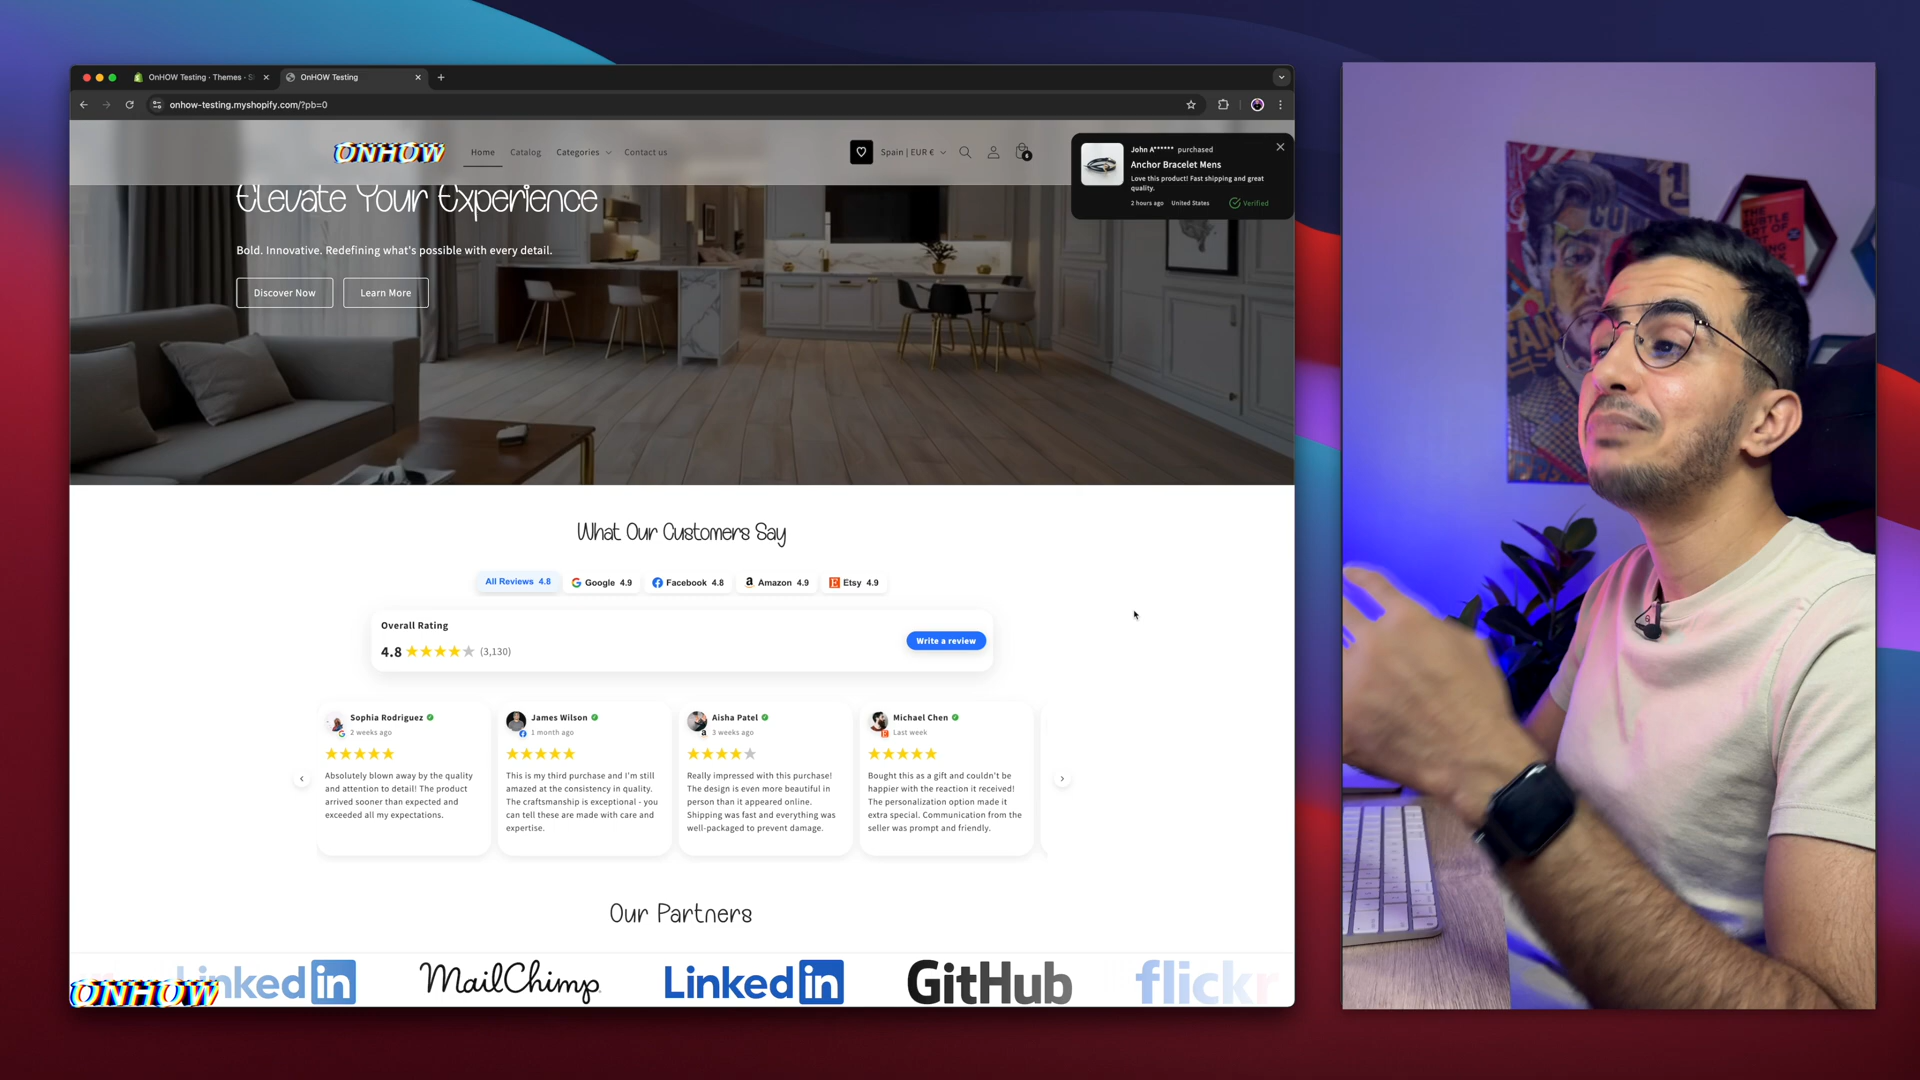 OnHOW Testing · Themes · S
OnHOW Testing
onhow-testing.myshopify.com/?pb=0
ONHOW
Home
Catalog
Categories
Contact us
Spain | EUR €
John A****** purchased
Anchor Bracelet Mens
Love this product! Fast shipping and great
quality.
2 hours ago
United States
Verified
Elevate Your Experience
Bold. Innovative. Redefining what's possible with every detail.
Discover Now
Learn More
What Our Customers Say
All Reviews 4.8
Google 4.9
Facebook 4.8
Amazon 4.9
Etsy 4.9
Overall Rating
4.8
(3,130)
Write a review
Sophia Rodriguez
2 weeks ago
Absolutely blown away by the quality
and attention to detail! The product
arrived sooner than expected and
exceeded all my expectations.
James Wilson
1 month ago
This is my third purchase and I'm still
amazed at the consistency in quality.
The craftsmanship is exceptional - you
can tell these are made with care and
expertise.
Aisha Patel
3 weeks ago
Really impressed with this purchase!
The design is even more beautiful in
person than it appeared online.
Shipping was fast and everything was
well-packaged to prevent damage.
Michael Chen
Last week
Bought this as a gift and couldn't be
happier with the reaction it received!
The personalization option made it
extra special. Communication from the
seller was prompt and friendly.
Our Partners
Linkedin
MailChimp
Linkedin
GitHub
flickr
ONHOW
THE
SUBTLE
ART OF
FAN